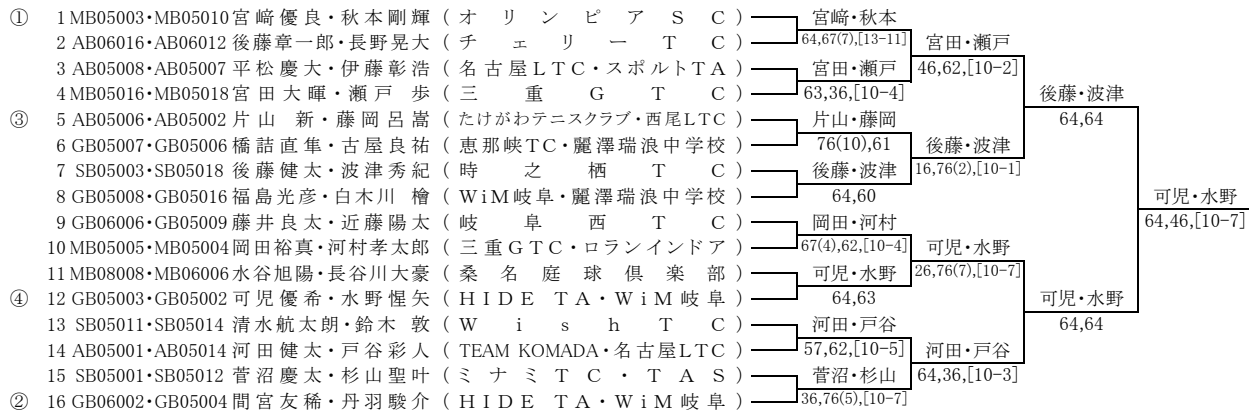 ① 1 MB05003・MB05010 宮﨑優良・秋本剛輝 (オリンピアSC) 宮﨑・秋本
64,67(7),[13-11] 宮田・瀬戸
2 AB06016・AB06012 後藤章一郎・長野晃大 (チェリーTC)
3 AB05008・AB05007 平松慶大・伊藤彰浩 (名古屋LTC・スポルトTA) 宮田・瀬戸 46,62,[10-2]
4 MB05016・MB05018 宮田大暉・瀬戸 歩 (三重GTC) 63,36,[10-4] 後藤・波津
③ 5 AB05006・AB05002 片山 新・藤岡呂嵩 (たけがわテニスクラブ・西尾LTC) 片山・藤岡 64,64
6 GB05007・GB05006 橋詰直隼・古屋良祐 (恵那峡TC・麗澤瑞浪中学校) 76(10),61 後藤・波津
7 SB05003・SB05018 後藤健太・波津秀紀 (時之栖TC) 後藤・波津 16,76(2),[10-1]
8 GB05008・GB05016 福島光彦・白木川 檜 (WiM岐阜・麗澤瑞浪中学校) 64,60 可児・水野
9 GB06006・GB05009 藤井良太・近藤陽太 (岐阜西TC) 岡田・河村 64,46,[10-7]
10 MB05005・MB05004 岡田裕真・河村孝太郎 (三重GTC・ロランインドア) 67(4),62,[10-4] 可児・水野
11 MB08008・MB06006 水谷旭陽・長谷川大豪 (桑名庭球倶楽部) 可児・水野 26,76(7),[10-7]
④ 12 GB05003・GB05002 可児優希・水野惺矢 (HIDE TA・WiM岐阜) 64,63 可児・水野
13 SB05011・SB05014 清水航太朗・鈴木 敦 (WishTC) 河田・戸谷 64,64
14 AB05001・AB05014 河田健太・戸谷彩人 (TEAM KOMADA・名古屋LTC) 57,62,[10-5] 河田・戸谷
15 SB05001・SB05012 菅沼慶太・杉山聖叶 (ミナミTC・TAS) 菅沼・杉山 64,36,[10-3]
② 16 GB06002・GB05004 間宮友稀・丹羽駿介 (HIDE TA・WiM岐阜) 36,76(5),[10-7]